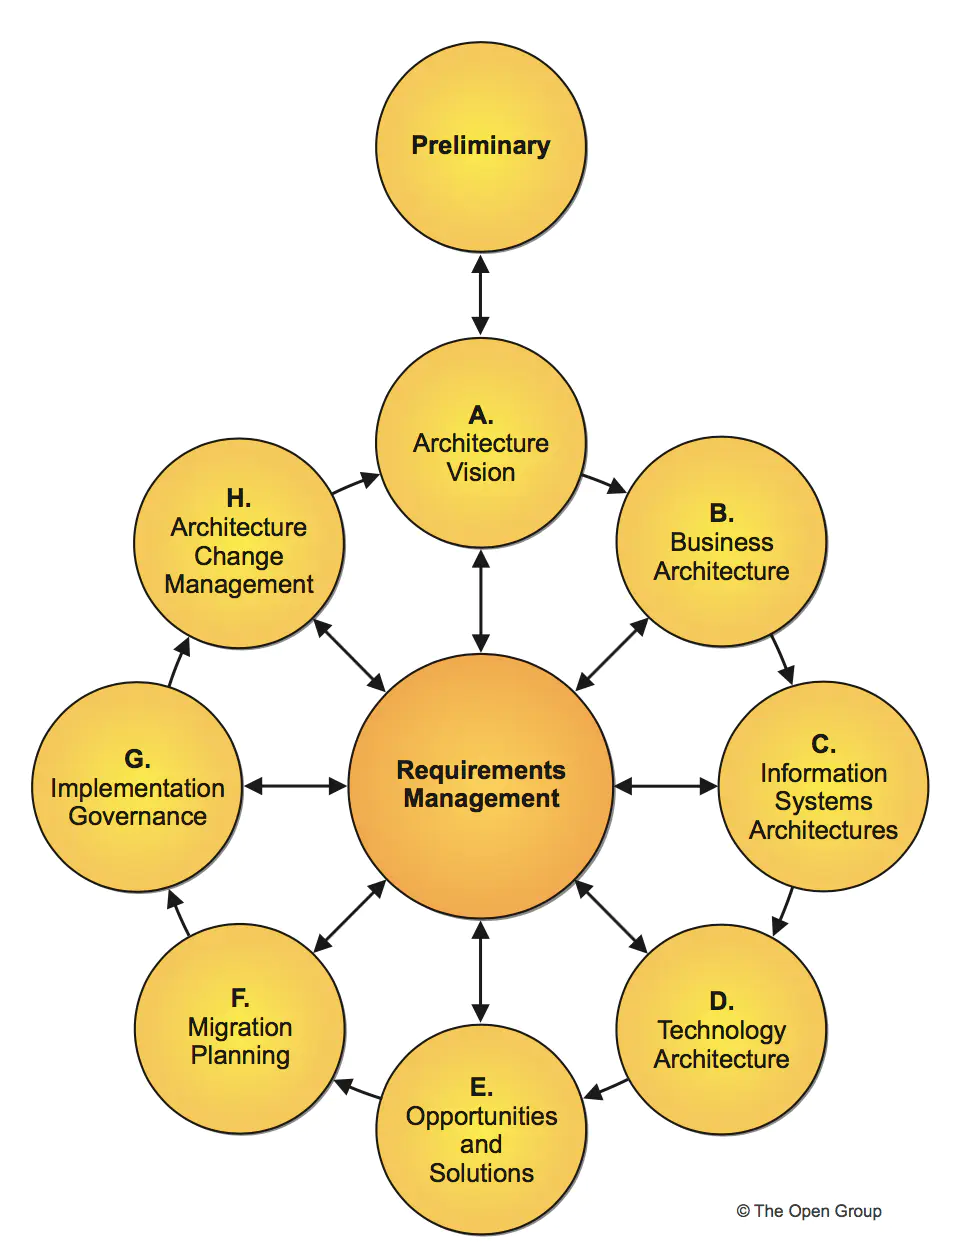 Preliminary
A.
Architecture
Vision
B.
Business
Architecture
C.
Information
Systems
Architectures
D.
Technology
Architecture
E.
Opportunities
and
Solutions
F.
Migration
Planning
G.
Implementation
Governance
H.
Architecture
Change
Management
Requirements
Management
© The Open Group